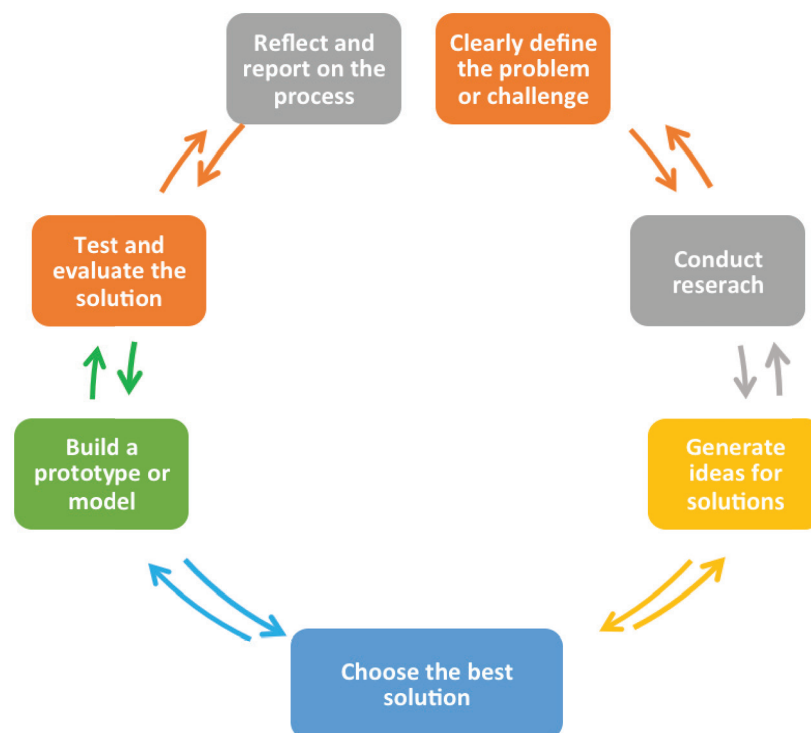 Reflect and
report on the
process
Clearly define
the problem
or challenge
Test and
evaluate the
solution
Conduct
reserach
Build a
prototype or
model
Generate
ideas for
solutions
Choose the best
solution